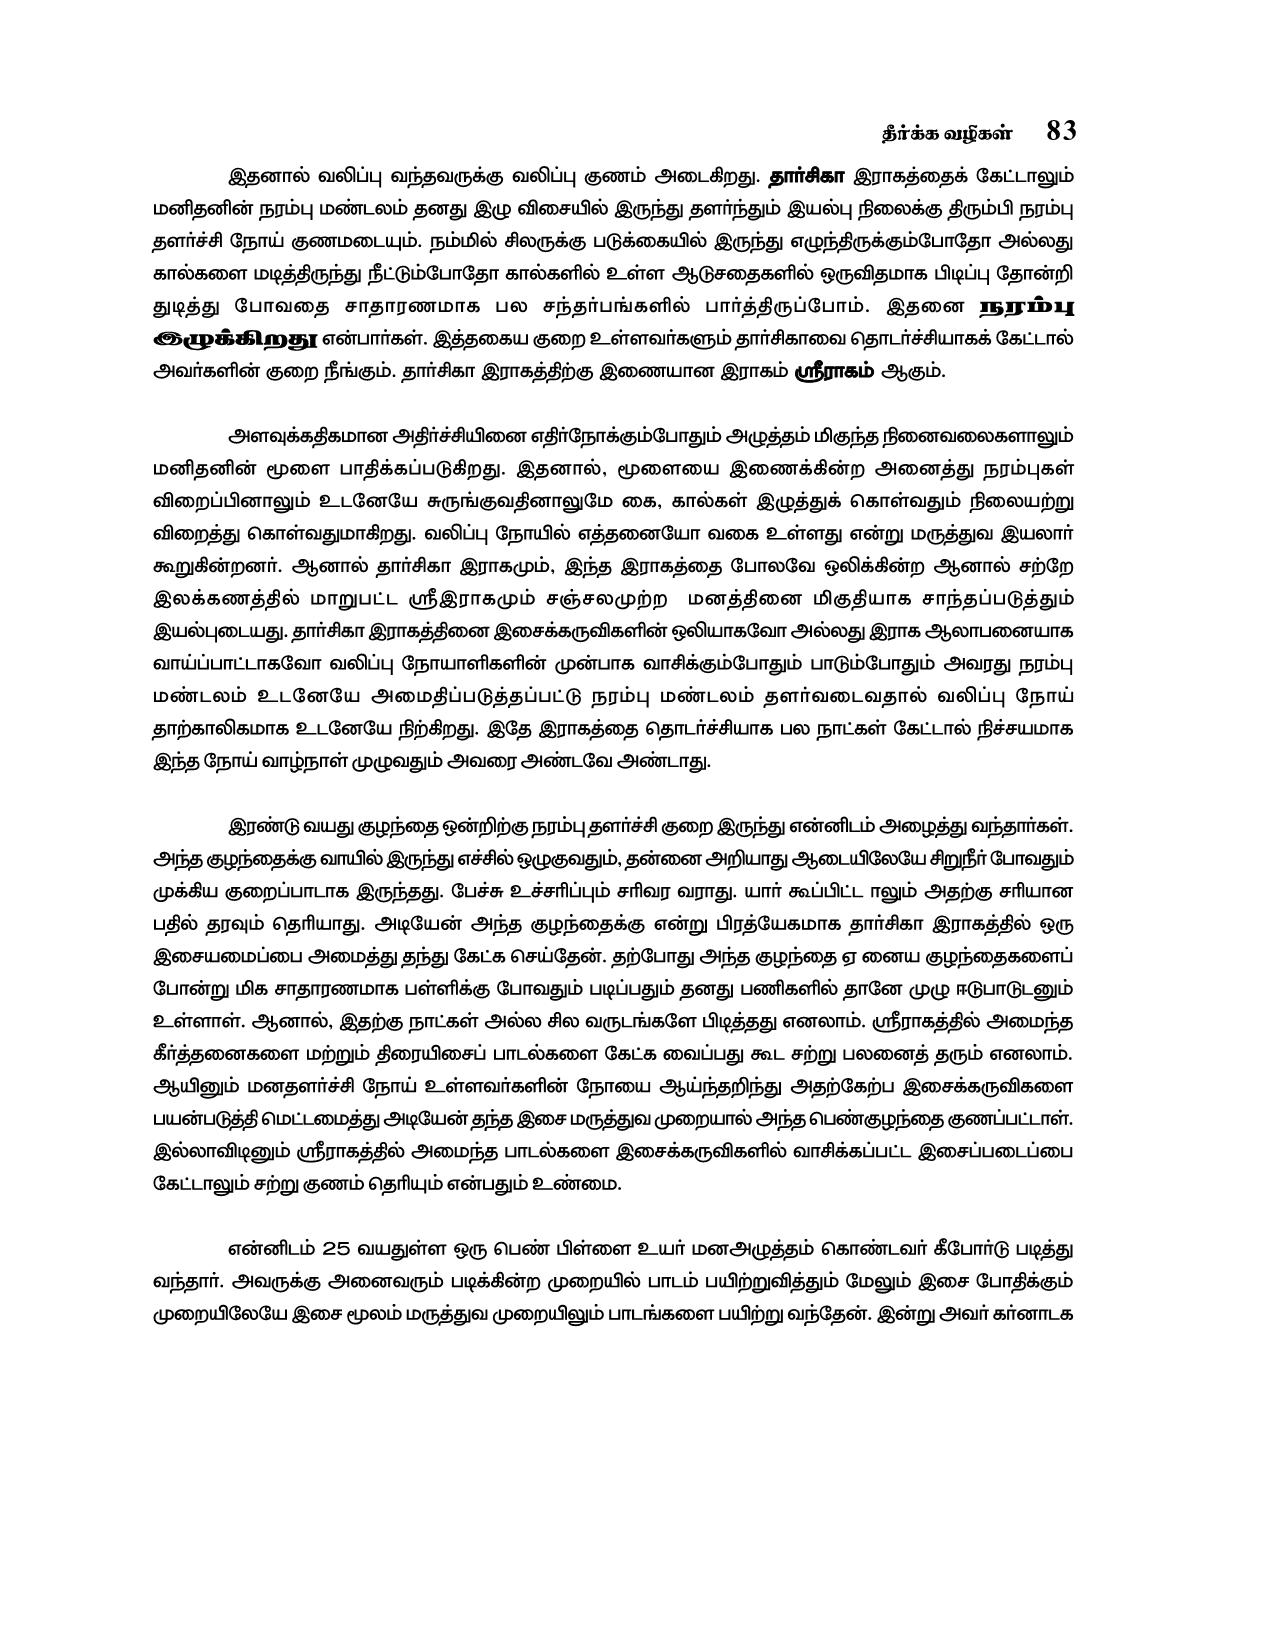 தீர்க்க வழிகள் 83
இதனால் வலிப்பு வந்தவருக்கு வலிப்பு குணம் அடைகிறது. தார்சிகா இராகத்தைக் கேட்டாலும்
மனிதனின் நரம்பு மண்டலம் தனது இழு விசையில் இருந்து தளர்ந்தும் இயல்பு நிலைக்கு திரும்பி நரம்பு
தளர்ச்சி நோய் குணமடையும். நம்மில் சிலருக்கு படுக்கையில் இருந்து எழுந்திருக்கும்போதோ அல்லது
கால்களை மடித்திருந்து நீட்டும்போதோ கால்களில் உள்ள ஆடுசதைகளில் ஒருவிதமாக பிடிப்பு தோன்றி
துடித்து போவதை சாதாரணமாக பல சந்தர்பங்களில் பார்த்திருப்போம். இதனை நரம்பு
இழுக்கிறது என்பார்கள். இத்தகைய குறை உள்ளவர்களும் தார்சிகாவை தொடர்ச்சியாகக் கேட்டால்
அவர்களின் குறை நீங்கும். தார்சிகா இராகத்திற்கு இணையான இராகம் ஸ்ரீராகம் ஆகும்.
அளவுக்கதிகமான அதிர்ச்சியினை எதிர்நோக்கும்போதும் அழுத்தம் மிகுந்த நினைவலைகளாலும்
மனிதனின் மூளை பாதிக்கப்படுகிறது. இதனால், மூளையை இணைக்கின்ற அனைத்து நரம்புகள்
விறைப்பினாலும் உடனேயே சுருங்குவதினாலுமே கை, கால்கள் இழுத்துக் கொள்வதும் நிலையற்று
விறைத்து கொள்வதுமாகிறது. வலிப்பு நோயில் எத்தனையோ வகை உள்ளது என்று மருத்துவ இயலார்
கூறுகின்றனர். ஆனால் தார்சிகா இராகமும், இந்த இராகத்தை போலவே ஒலிக்கின்ற ஆனால் சற்றே
இலக்கணத்தில் மாறுபட்ட ஸ்ரீஇராகமும் சஞ்சலமுற்ற மனத்தினை மிகுதியாக சாந்தப்படுத்தும்
இயல்புடையது. தார்சிகா இராகத்தினை இசைக்கருவிகளின் ஒலியாகவோ அல்லது இராக ஆலாபனையாக
வாய்ப்பாட்டாகவோ வலிப்பு நோயாளிகளின் முன்பாக வாசிக்கும்போதும் பாடும்போதும் அவரது நரம்பு
மண்டலம் உடனேயே அமைதிப்படுத்தப்பட்டு நரம்பு மண்டலம் தளர்வடைவதால் வலிப்பு நோய்
தாற்காலிகமாக உடனேயே நிற்கிறது. இதே இராகத்தை தொடர்ச்சியாக பல நாட்கள் கேட்டால் நிச்சயமாக
இந்த நோய் வாழ்நாள் முழுவதும் அவரை அண்டவே அண்டாது.
இரண்டு வயது குழந்தை ஒன்றிற்கு நரம்பு தளர்ச்சி குறை இருந்து என்னிடம் அழைத்து வந்தார்கள்.
அந்த குழந்தைக்கு வாயில் இருந்து எச்சில் ஒழுகுவதும், தன்னை அறியாது ஆடையிலேயே சிறுநீர் போவதும்
முக்கிய குறைப்பாடாக இருந்தது. பேச்சு உச்சரிப்பும் சரிவர வராது. யார் கூப்பிட்ட ாலும் அதற்கு சரியான
பதில் தரவும் தெரியாது. அடியேன் அந்த குழந்தைக்கு என்று பிரத்யேகமாக தார்சிகா இராகத்தில் ஒரு
இசையமைப்பை அமைத்து தந்து கேட்க செய்தேன். தற்போது அந்த குழந்தை ஏ னைய குழந்தைகளைப்
போன்று மிக சாதாரணமாக பள்ளிக்கு போவதும் படிப்பதும் தனது பணிகளில் தானே முழு ஈடுபாடுடனும்
உள்ளாள். ஆனால், இதற்கு நாட்கள் அல்ல சில வருடங்களே பிடித்தது எனலாம். ஸ்ரீராகத்தில் அமைந்த
கீர்த்தனைகளை மற்றும் திரையிசைப் பாடல்களை கேட்க வைப்பது கூட சற்று பலனைத் தரும் எனலாம்.
ஆயினும் மனதளர்ச்சி நோய் உள்ளவர்களின் நோயை ஆய்ந்தறிந்து அதற்கேற்ப இசைக்கருவிகளை
பயன்படுத்தி மெட்டமைத்து அடியேன் தந்த இசை மருத்துவ முறையால் அந்த பெண்குழந்தை குணப்பட்டாள்.
இல்லாவிடினும் ஸ்ரீராகத்தில் அமைந்த பாடல்களை இசைக்கருவிகளில் வாசிக்கப்பட்ட இசைப்படைப்பை
கேட்டாலும் சற்று குணம் தெரியும் என்பதும் உண்மை.
என்னிடம் 25 வயதுள்ள ஒரு பெண் பிள்ளை உயர் மனஅழுத்தம் கொண்டவர் கீபோர்டு படித்து
வந்தார். அவருக்கு அனைவரும் படிக்கின்ற முறையில் பாடம் பயிற்றுவித்தும் மேலும் இசை போதிக்கும்
முறையிலேயே இசை மூலம் மருத்துவ முறையிலும் பாடங்களை பயிற்று வந்தேன். இன்று அவர் கர்னாடக